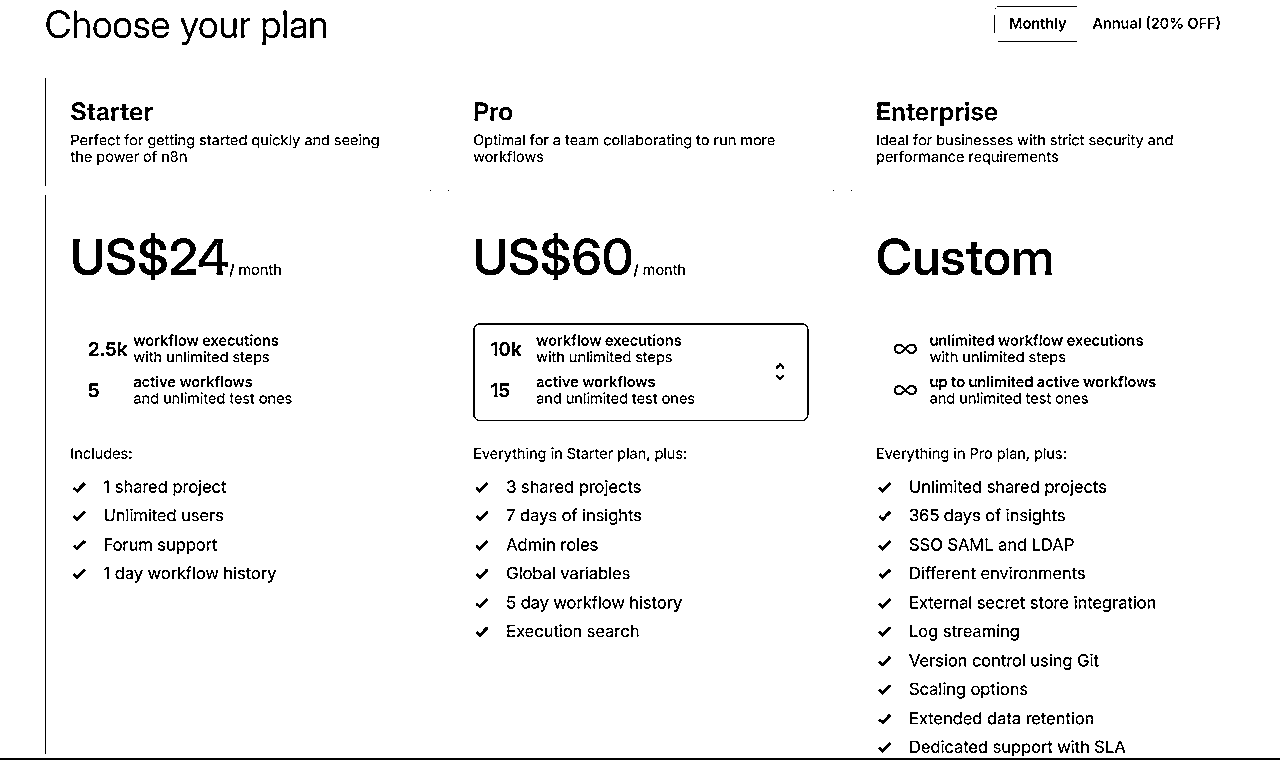 Choose your plan
Monthly
Annual (20% OFF)
Starter
Perfect for getting started quickly and seeing
the power of n8n
US$24/ month
2.5k workflow executions
with unlimited steps
5 active workflows
and unlimited test ones
Includes:
1 shared project
Unlimited users
Forum support
1 day workflow history
Pro
Optimal for a team collaborating to run more
workflows
US$60/ month
10k workflow executions
with unlimited steps
15 active workflows
and unlimited test ones
Everything in Starter plan, plus:
3 shared projects
7 days of insights
Admin roles
Global variables
5 day workflow history
Execution search
Enterprise
Ideal for businesses with strict security and
performance requirements
Custom
∞ unlimited workflow executions
with unlimited steps
∞ up to unlimited active workflows
and unlimited test ones
Everything in Pro plan, plus:
Unlimited shared projects
365 days of insights
SSO SAML and LDAP
Different environments
External secret store integration
Log streaming
Version control using Git
Scaling options
Extended data retention
Dedicated support with SLA